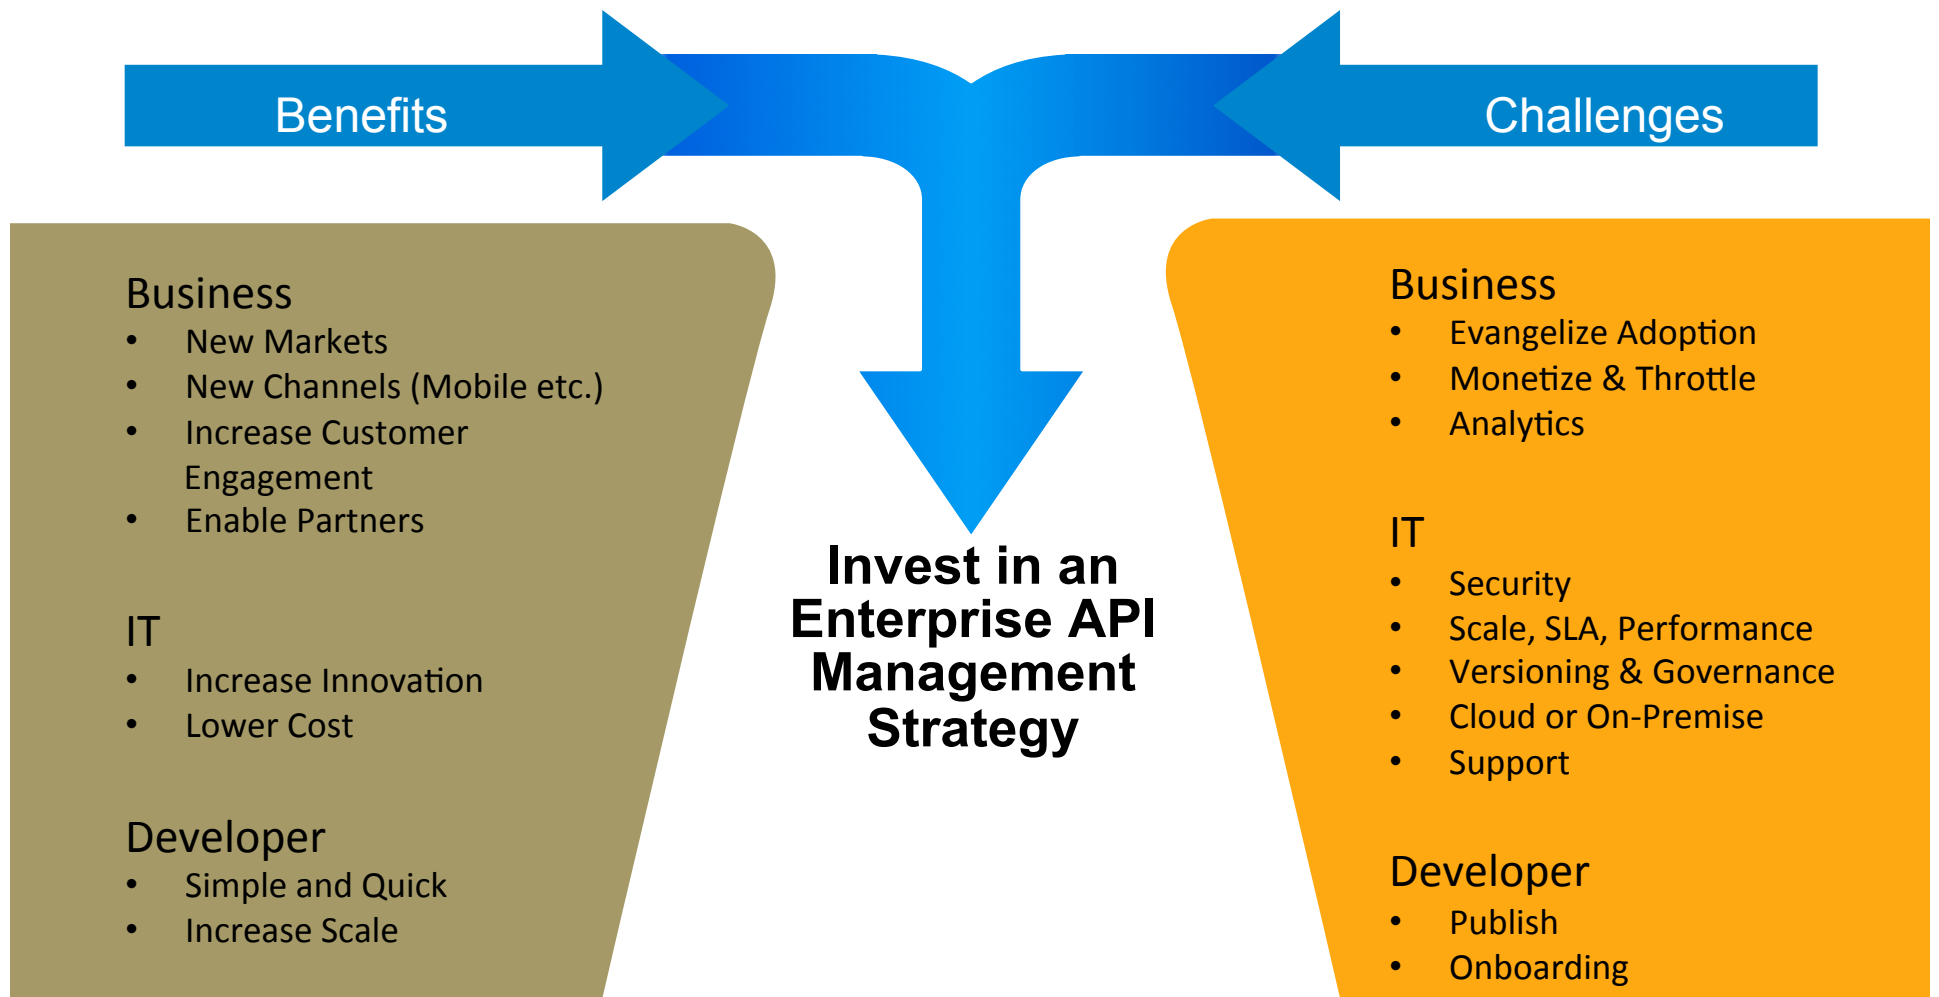 Benefits
Challenges
Business
• New Markets
• New Channels (Mobile etc.)
• Increase Customer
Engagement
• Enable Partners
IT
• Increase Innovation
• Lower Cost
Developer
• Simple and Quick
• Increase Scale
Invest in an
Enterprise API
Management
Strategy
Business
• Evangelize Adoption
• Monetize & Throttle
• Analytics
IT
• Security
• Scale, SLA, Performance
• Versioning & Governance
• Cloud or On-Premise
• Support
Developer
• Publish
• Onboarding